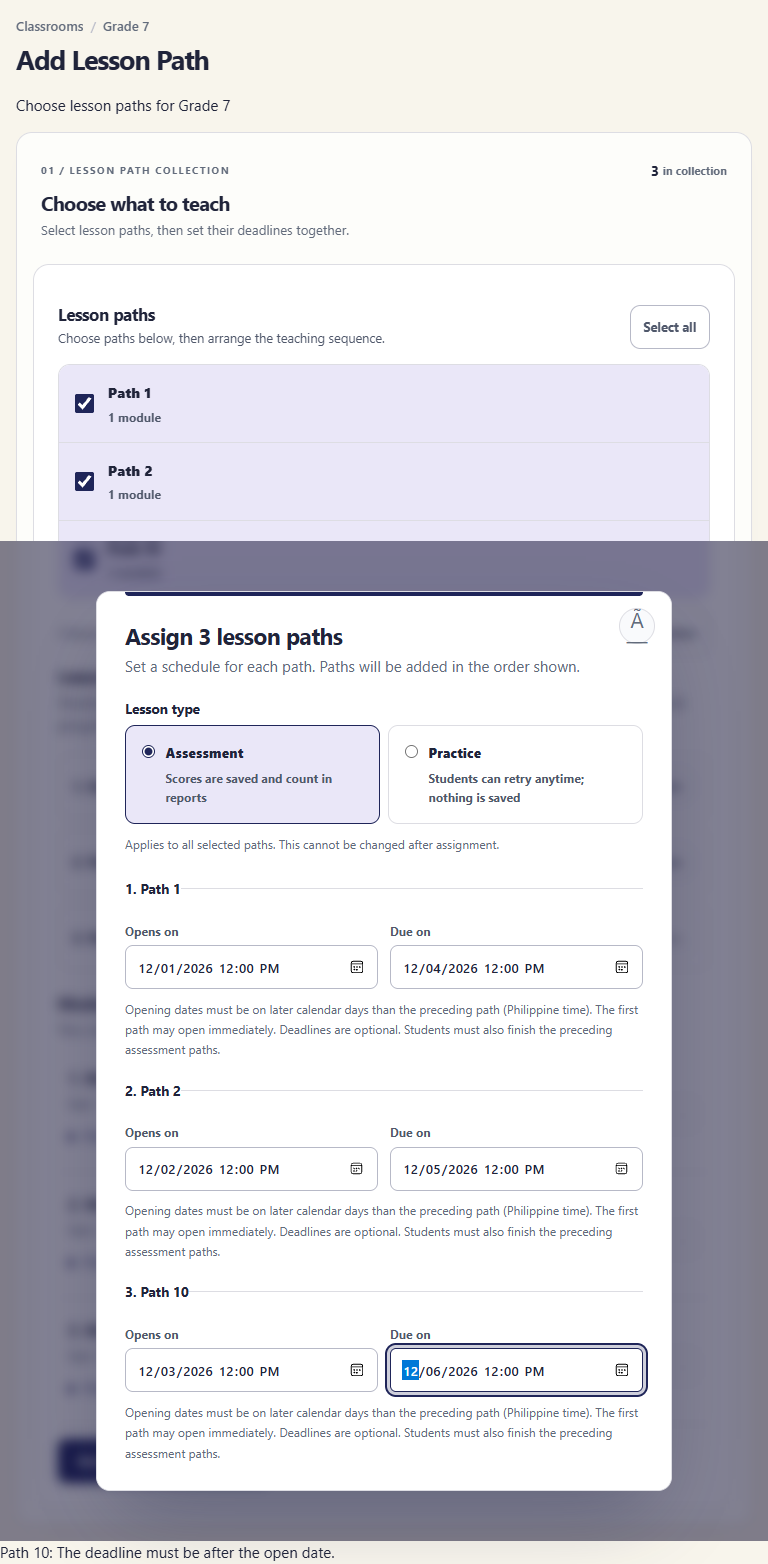 Classrooms / Grade 7
Add Lesson Path
Choose lesson paths for Grade 7
01 / LESSON PATH COLLECTION
3 in collection
Choose what to teach
Select lesson paths, then set their deadlines together.
Lesson paths
Choose paths below, then arrange the teaching sequence.
Select all
Path 1
1 module
Path 2
1 module
Assign 3 lesson paths
Ã
Set a schedule for each path. Paths will be added in the order shown.
Lesson type
Assessment
Scores are saved and count in
reports
Practice
Students can retry anytime;
nothing is saved
Applies to all selected paths. This cannot be changed after assignment.
1. Path 1
Opens on
Due on
12/01/2026 12:00 PM
12/04/2026 12:00 PM
Opening dates must be on later calendar days than the preceding path (Philippine time). The first
path may open immediately. Deadlines are optional. Students must also finish the preceding
assessment paths.
2. Path 2
Opens on
Due on
12/02/2026 12:00 PM
12/05/2026 12:00 PM
Opening dates must be on later calendar days than the preceding path (Philippine time). The first
path may open immediately. Deadlines are optional. Students must also finish the preceding
assessment paths.
3. Path 10
Opens on
Due on
12/03/2026 12:00 PM
12/06/2026 12:00 PM
Opening dates must be on later calendar days than the preceding path (Philippine time). The first
path may open immediately. Deadlines are optional. Students must also finish the preceding
assessment paths.
Path 10: The deadline must be after the open date.